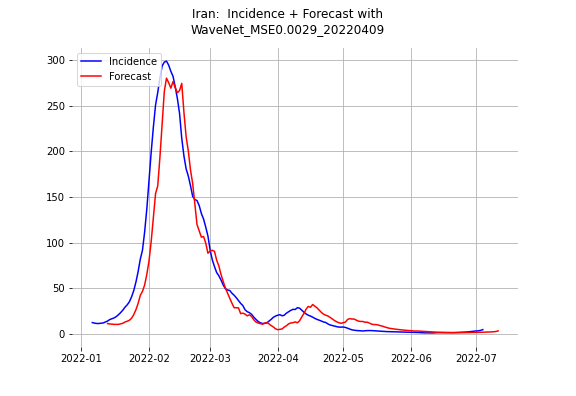 Iran:  Incidence + Forecast with
WaveNet_MSE0.0029_20220409
Incidence
Forecast
300
250
200
150
100
50
0
2022-01 2022-02 2022-03 2022-04 2022-05 2022-06 2022-07